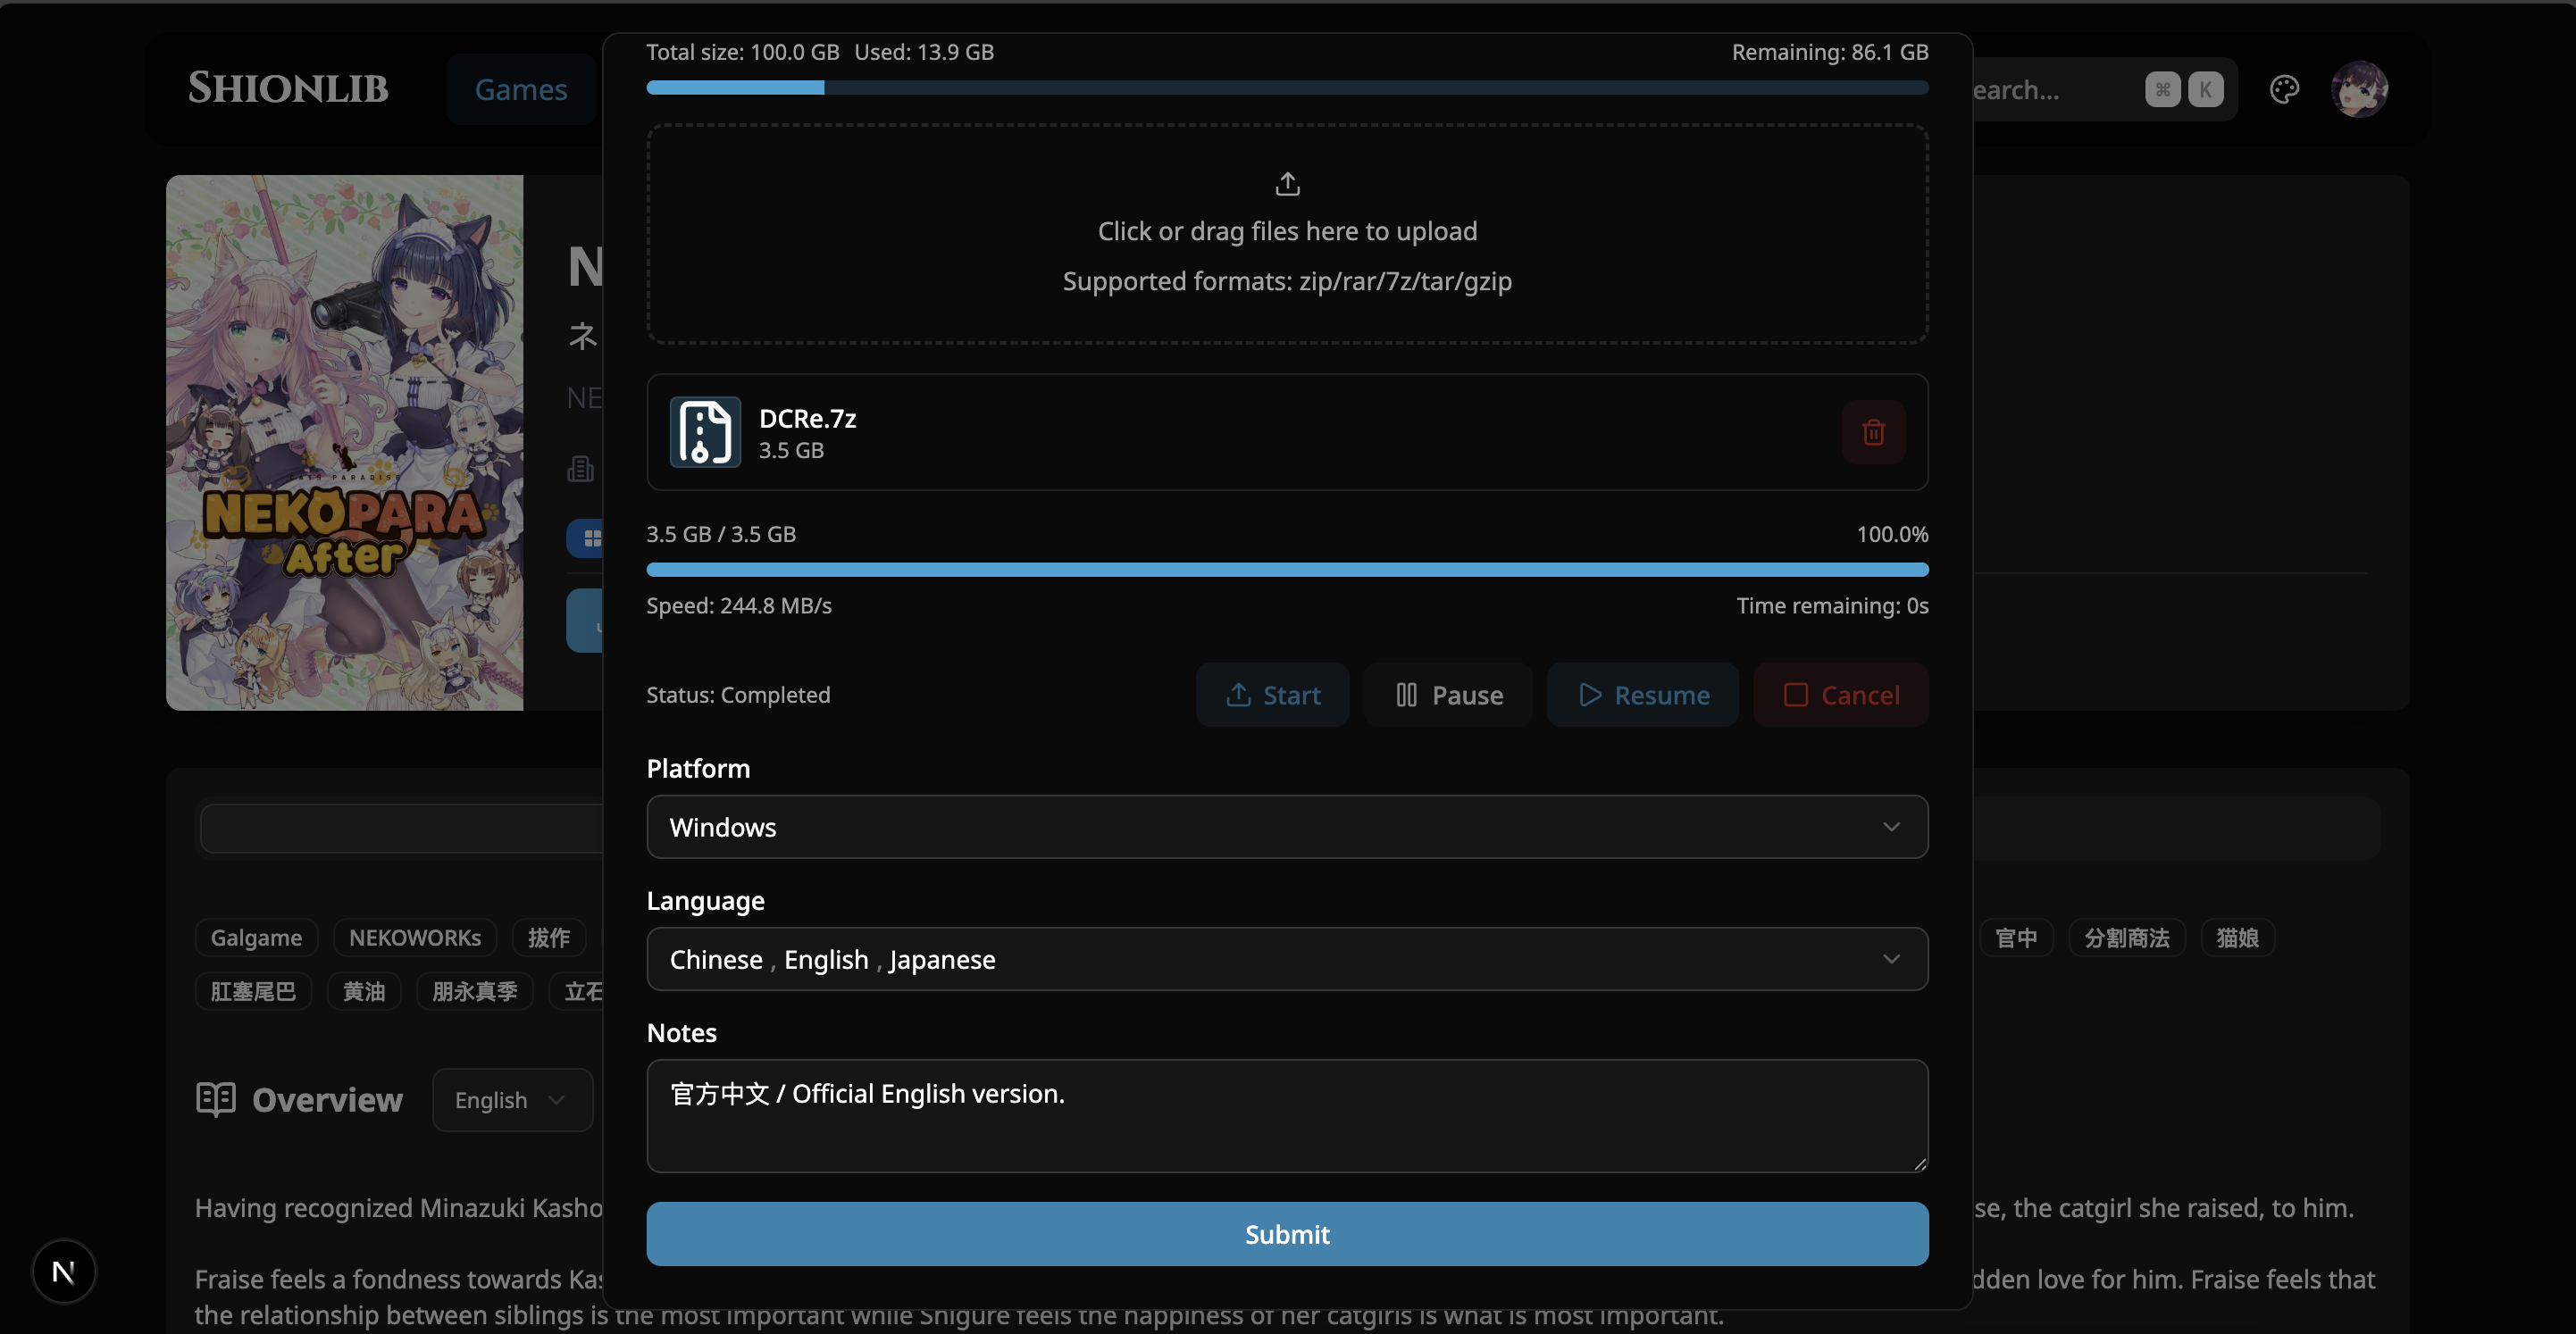 Total size: 100.0 GB Used: 13.9 GB Remaining: 86.1 GB
SHIONLIB Games earch... ⌘ K
Click or drag files here to upload
Supported formats: zip/rar/7z/tar/gzip
N
ネ
NE
CATS PARADISE
NEKOPARA
After
DCRe.7z
3.5 GB
3.5 GB / 3.5 GB 100.0%
Speed: 244.8 MB/s Time remaining: 0s
Status: Completed Start Pause Resume Cancel
Platform
Windows
Language
Chinese , English , Japanese
Notes
官方中文 / Official English version.
Submit
Galgame NEKOWORKs 拔作 官中 分割商法 猫娘
肛塞尾巴 黄油 朋永真季 立石
Overview English
Having recognized Minazuki Kasho se, the catgirl she raised, to him.
Fraise feels a fondness towards Kas dden love for him. Fraise feels that
the relationship between siblings is the most important while Shigure feels the happiness of her catgirls is what is most important.
N